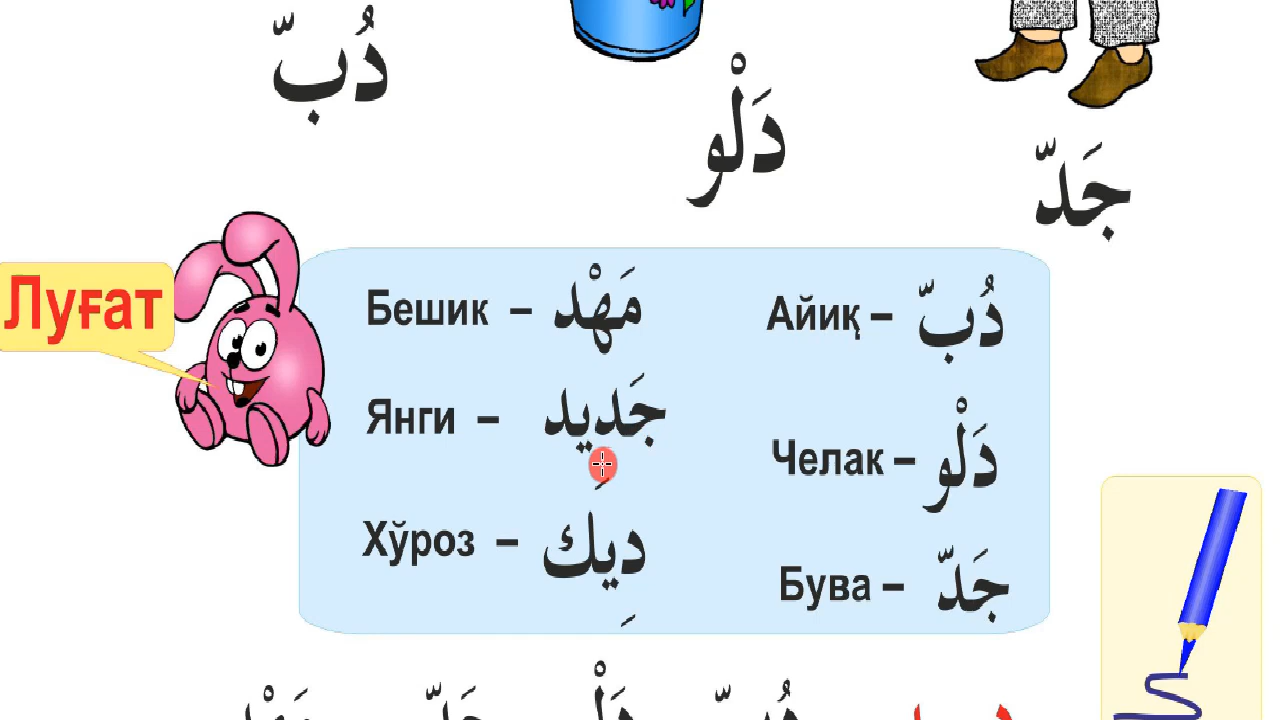 دُبّ
دَلْو
جَدّ
Луғат
Бешик – مَهْد
Айиқ – دُبّ
Янги – جَدِيد
Челак – دَلْو
Хўроз – دِيك
Бува – جَدّ